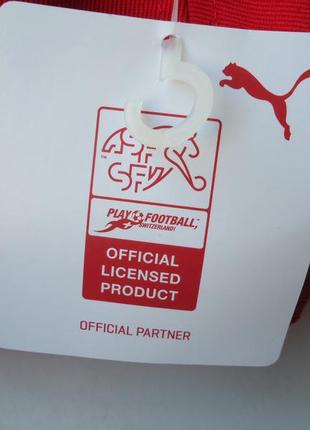 ASF
SFV
PLAY FOOTBALL;
SWITZERLAND!
OFFICIAL
LICENSED
PRODUCT
OFFICIAL PARTNER